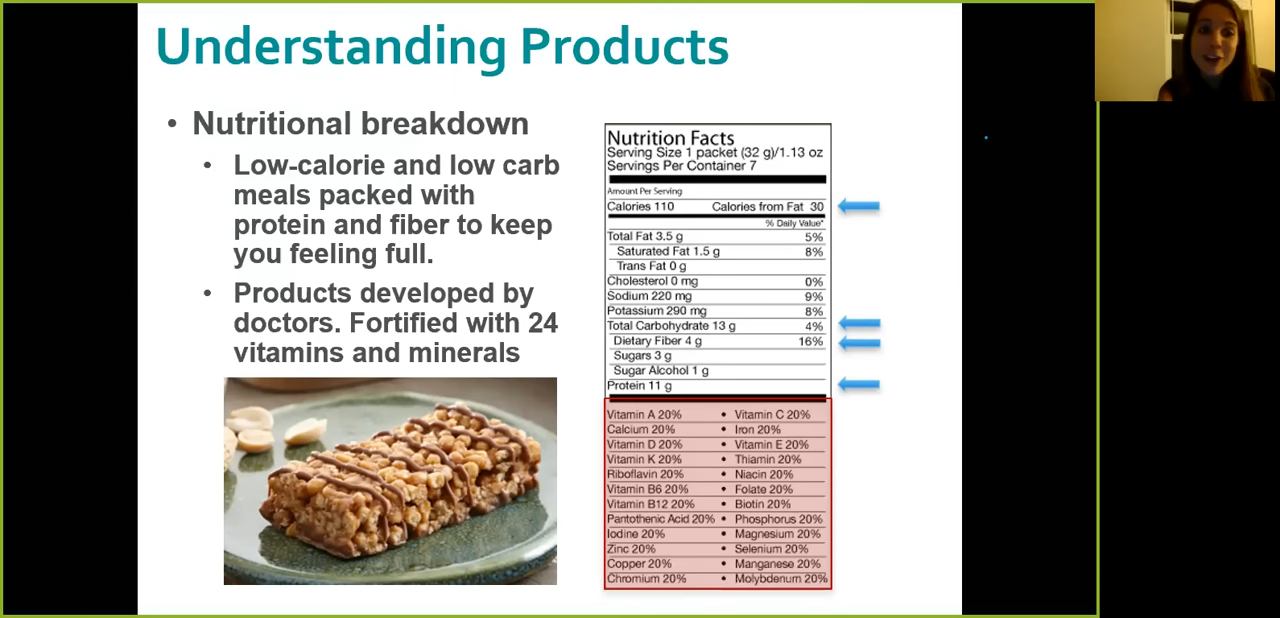 Understanding Products
• Nutritional breakdown
• Low-calorie and low carb
meals packed with
protein and fiber to keep
you feeling full.
• Products developed by
doctors. Fortified with 24
vitamins and minerals
Nutrition Facts
Serving Size 1 packet (32 g)/1.13 oz
Servings Per Container 7
Amount Per Serving
Calories 110 Calories from Fat 30
% Daily Value*
Total Fat 3.5 g 5%
Saturated Fat 1.5 g 8%
Trans Fat 0 g
Cholesterol 0 mg 0%
Sodium 220 mg 9%
Potassium 290 mg 8%
Total Carbohydrate 13 g 4%
Dietary Fiber 4 g 16%
Sugars 3 g
Sugar Alcohol 1 g
Protein 11 g
Vitamin A 20% • Vitamin C 20%
Calcium 20% • Iron 20%
Vitamin D 20% • Vitamin E 20%
Vitamin K 20% • Thiamin 20%
Riboflavin 20% • Niacin 20%
Vitamin B6 20% • Folate 20%
Vitamin B12 20% • Biotin 20%
Pantothenic Acid 20% • Phosphorus 20%
Iodine 20% • Magnesium 20%
Zinc 20% • Selenium 20%
Copper 20% • Manganese 20%
Chromium 20% • Molybdenum 20%